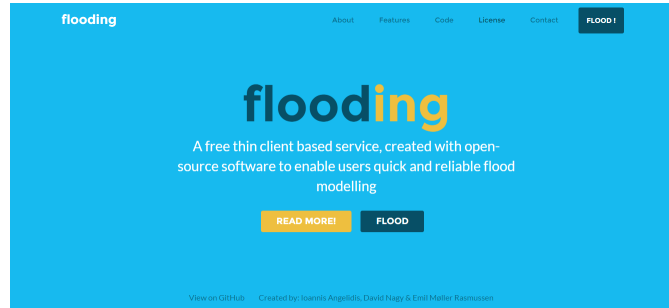 flooding
About Features Code License Contact FLOOD !
flooding
A free thin client based service, created with open-
source software to enable users quick and reliable flood
modelling
READ MORE! FLOOD
View on GitHub Created by: Ioannis Angelidis, David Nagy & Emil Møller Rasmussen